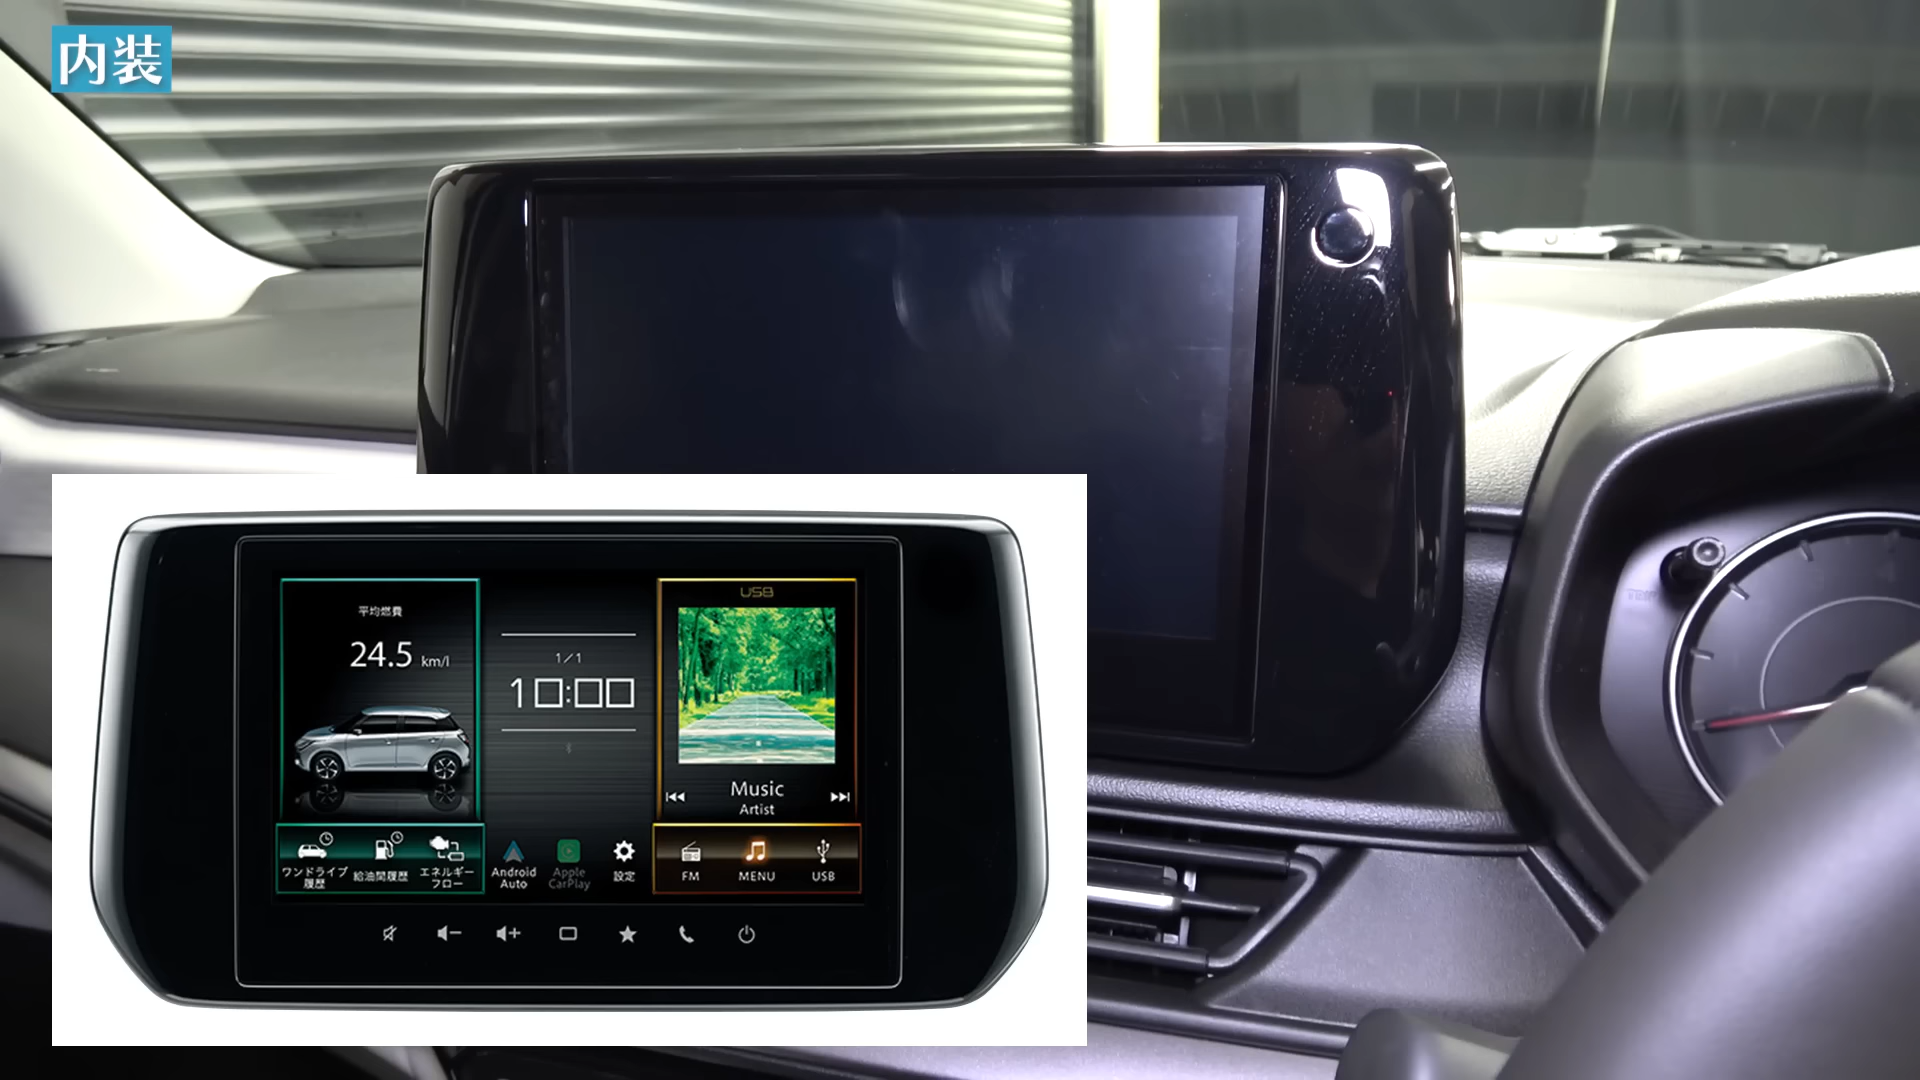 内装
平均燃費
24.5 km/l
1/1
10:00
USB
Music
Artist
ワンドライブ
履歴
給油間履歴
エネルギー
フロー
Android
Auto
Apple
CarPlay
設定
FM
MENU
USB